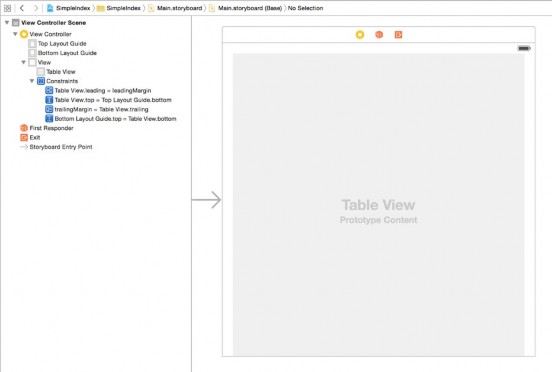 SimpleIndex SimpleIndex Main.storyboard Main.storyboard (Base) No Selection
View Controller Scene
View Controller
Top Layout Guide
Bottom Layout Guide
View
Table View
Constraints
Table View.leading = leadingMargin
Table View.top = Top Layout Guide.bottom
trailingMargin = Table View.trailing
Bottom Layout Guide.top = Table View.bottom
First Responder
Exit
Storyboard Entry Point
Table View
Prototype Content